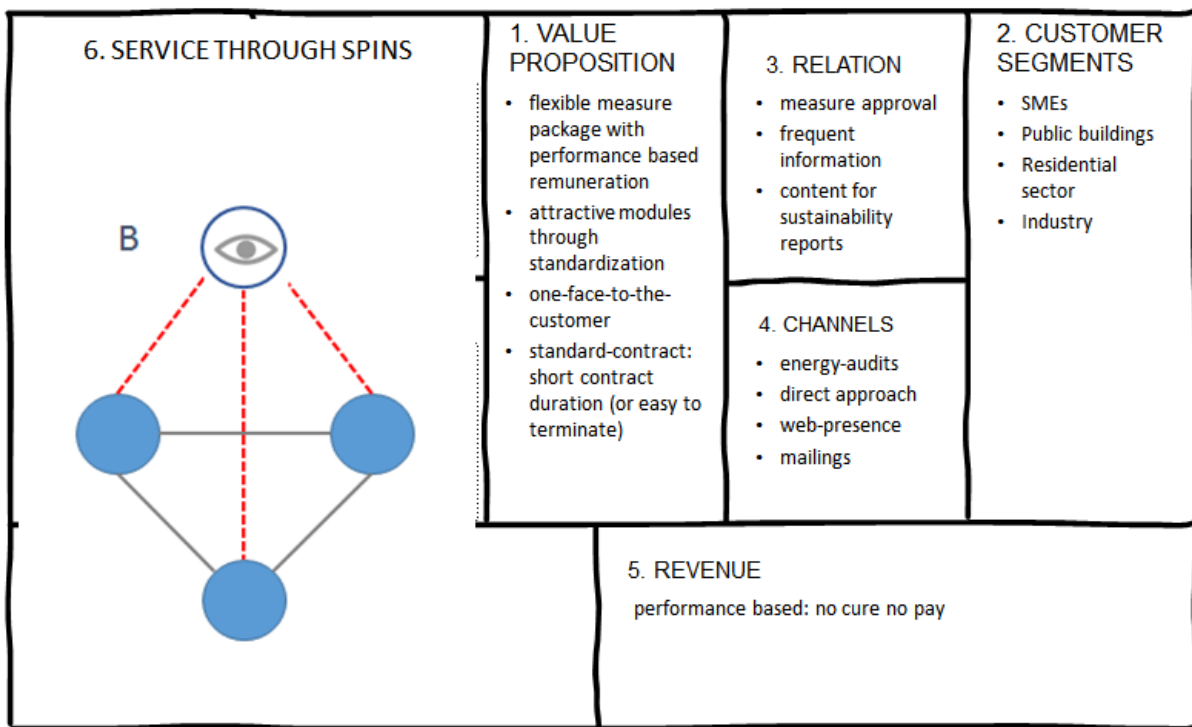 6. SERVICE THROUGH SPINS
B
1. VALUE
PROPOSITION
• flexible measure
package with
performance based
remuneration
• attractive modules
through
standardization
• one-face-to-the-
customer
• standard-contract:
short contract
duration (or easy to
terminate)
3. RELATION
• measure approval
• frequent
information
• content for
sustainability
reports
4. CHANNELS
• energy-audits
• direct approach
• web-presence
• mailings
2. CUSTOMER
SEGMENTS
• SMEs
• Public buildings
• Residential
sector
• Industry
5. REVENUE
performance based: no cure no pay